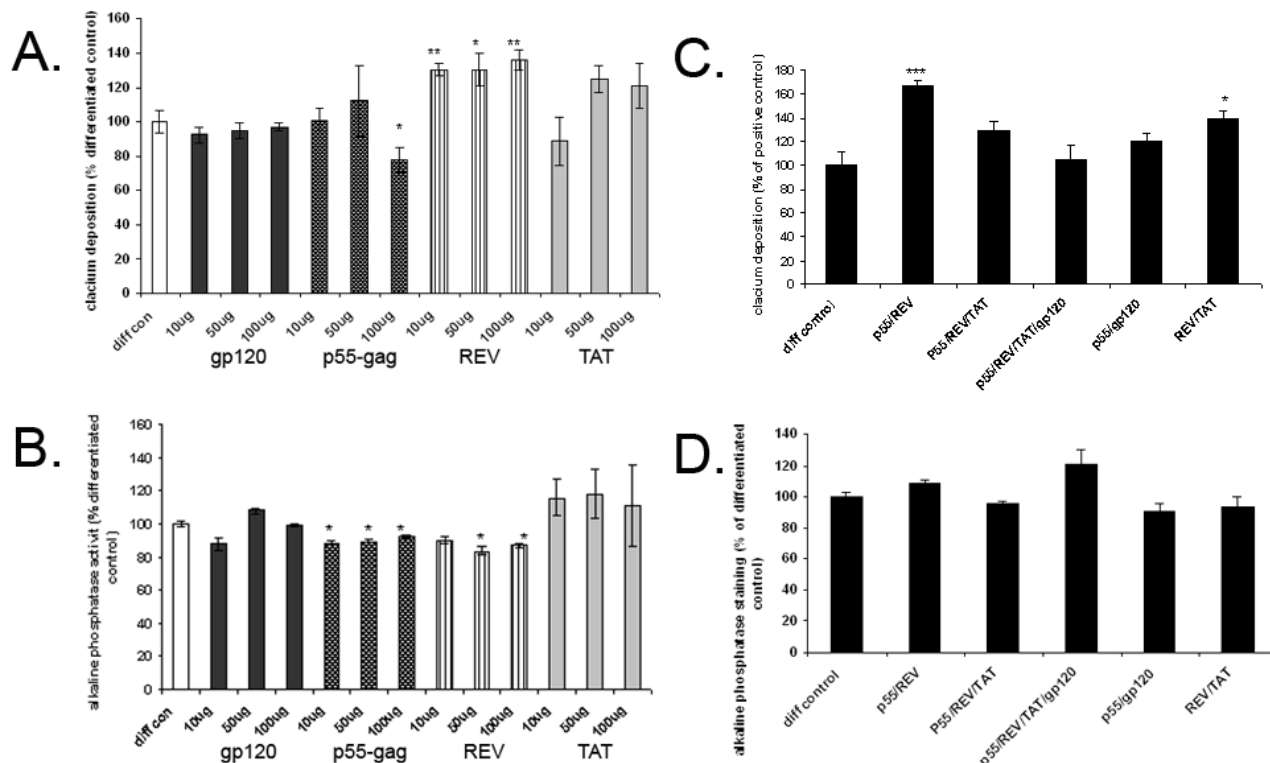 A.
clacium deposition (% differentiated control)
160
140
120
100
80
60
40
20
0
** * **
*
diff con 10ug 50ug 100ug 10ug 50ug 100ug 10ug 50ug 100ug 10ug 50ug 100ug
gp120 p55-gag REV TAT
B.
alkaline phosphatase activit (% differentiated
control)
160
140
120
100
80
60
40
20
0
* * * * *
diff con 10ug 50ug 100ug 10ug 50ug 100ug 10ug 50ug 100ug 10ug 50ug 100ug
gp120 p55-gag REV TAT
C.
clacium deposition (% of positive control)
180
160
140
120
100
80
60
40
20
0
***
*
diff control p55/REV P55/REV/TAT p55/REV/TAT/gp120 p55/gp120 REV/TAT
D.
alkaline phosphatase staining (% of differentiated
control)
140
120
100
80
60
40
20
0
diff control p55/REV P55/REV/TAT p55/REV/TAT/gp120 p55/gp120 REV/TAT